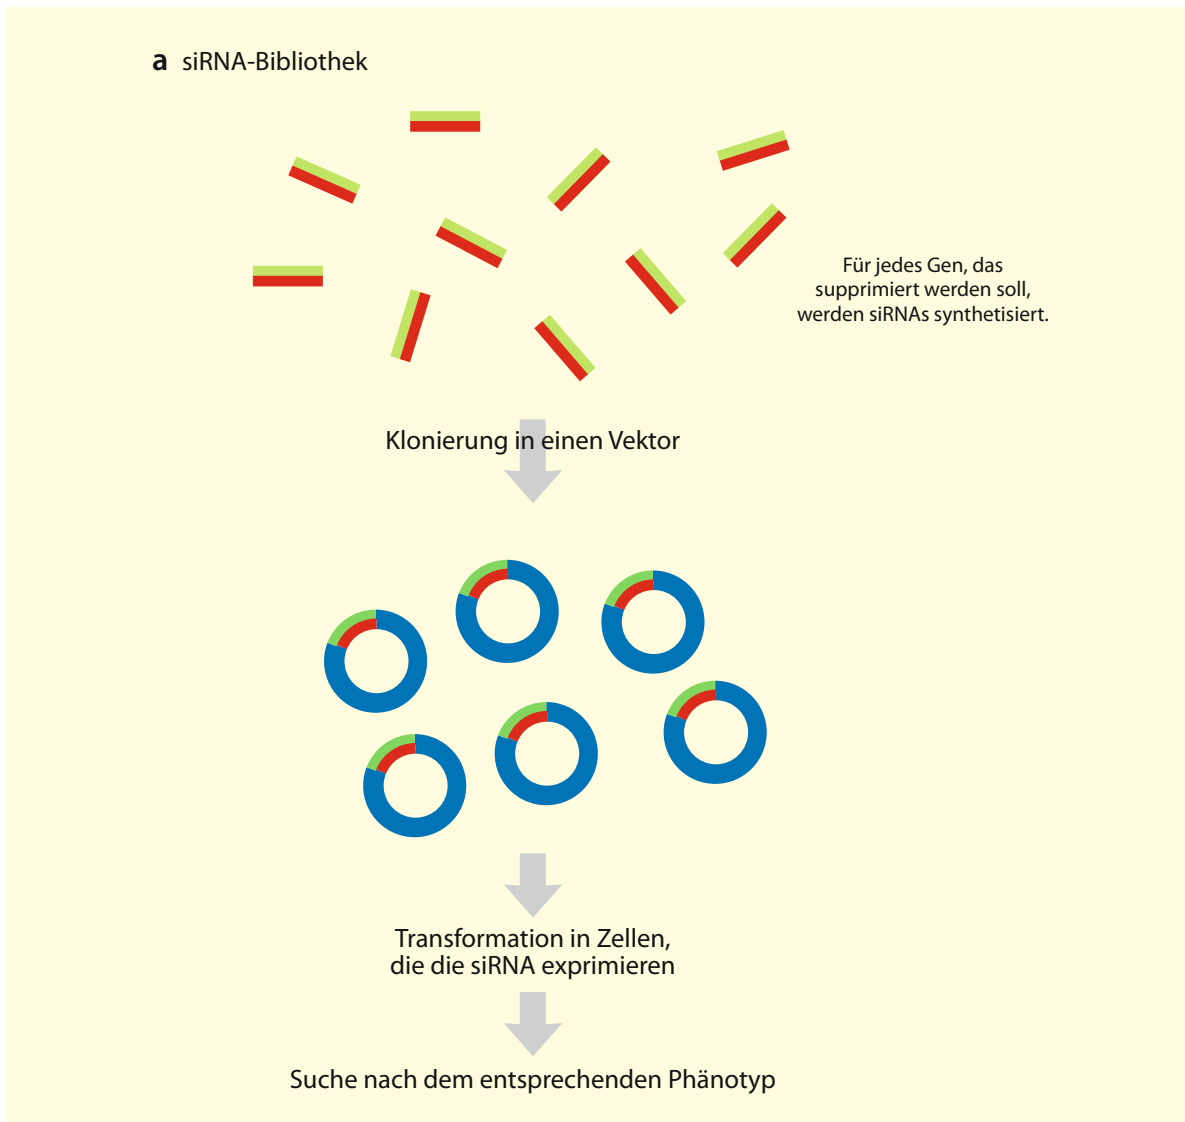 a siRNA-Bibliothek
Für jedes Gen, das
supprimiert werden soll,
werden siRNAs synthetisiert.
Klonierung in einen Vektor
Transformation in Zellen,
die die siRNA exprimieren
Suche nach dem entsprechenden Phänotyp